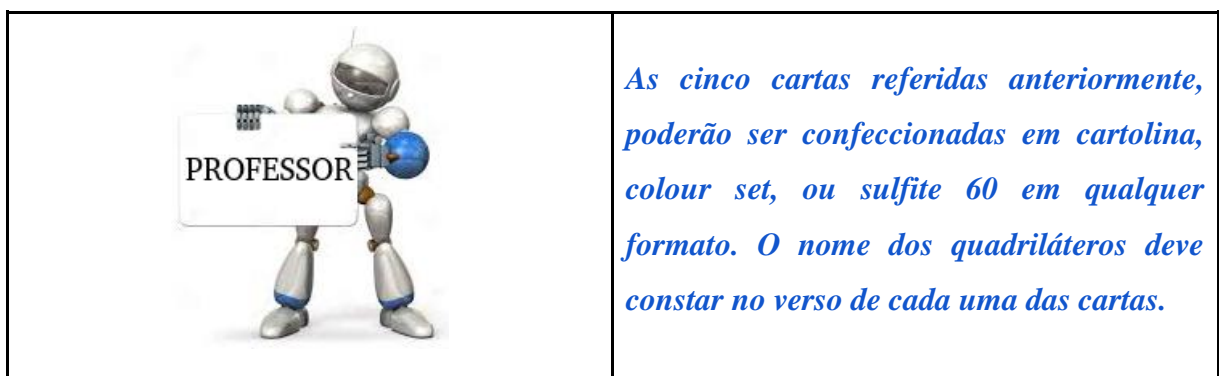 PROFESSOR
As cinco cartas referidas anteriormente,
poderão ser confeccionadas em cartolina,
colour set, ou sulfite 60 em qualquer
formato. O nome dos quadriláteros deve
constar no verso de cada uma das cartas.